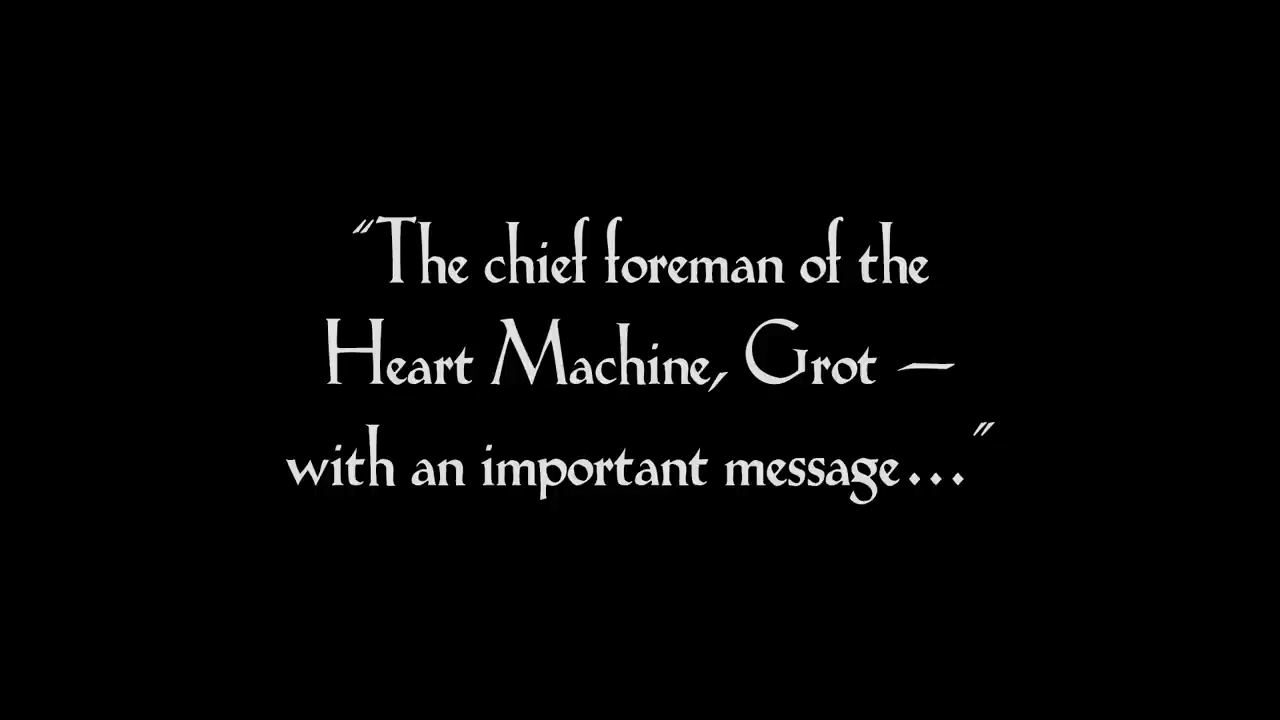 "The chief foreman of the
Heart Machine, Grot —
with an important message..."